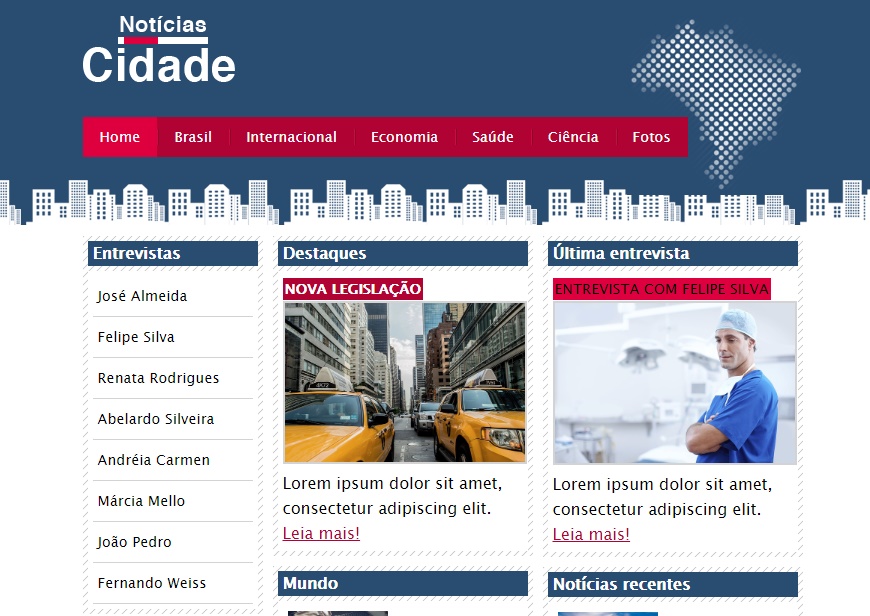 Notícias
Cidade
Home Brasil Internacional Economia Saúde Ciência Fotos
Entrevistas
José Almeida
Felipe Silva
Renata Rodrigues
Abelardo Silveira
Andréia Carmen
Márcia Mello
João Pedro
Fernando Weiss
Destaques
NOVA LEGISLAÇÃO
Lorem ipsum dolor sit amet,
consectetur adipiscing elit.
Leia mais!
Mundo
Última entrevista
ENTREVISTA COM FELIPE SILVA
Lorem ipsum dolor sit amet,
consectetur adipiscing elit.
Leia mais!
Notícias recentes